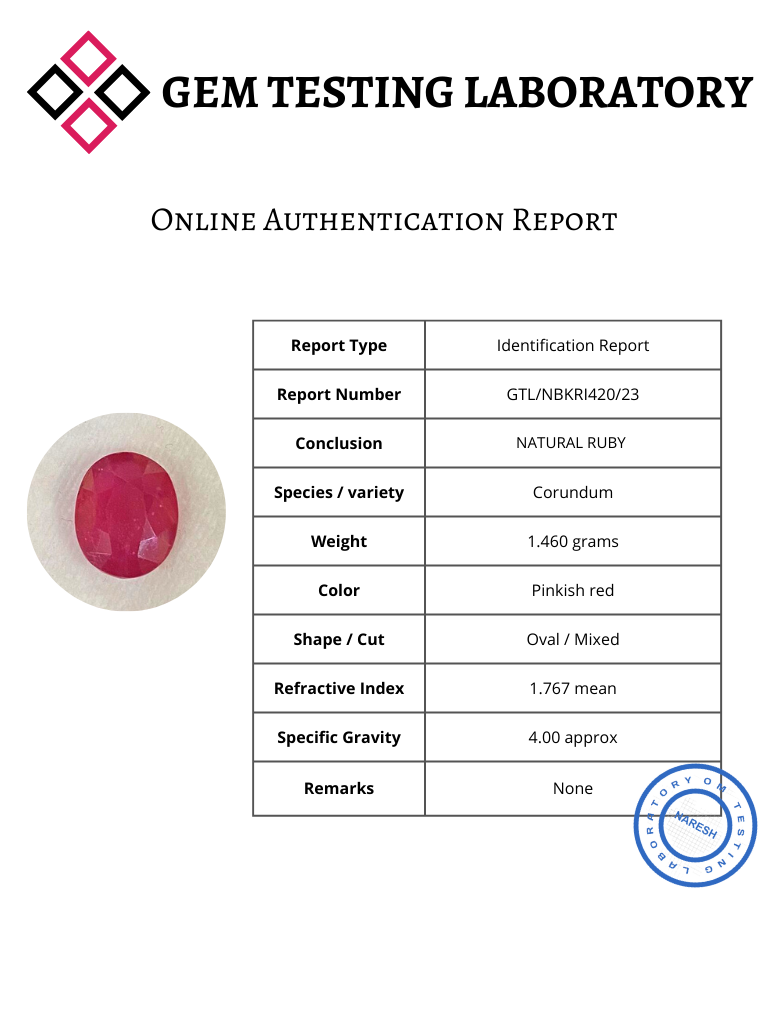 GEM TESTING LABORATORY
Online Authentication Report
Report Type Identification Report
Report Number GTL/NBKRI420/23
Conclusion NATURAL RUBY
Species / variety Corundum
Weight 1.460 grams
Color Pinkish red
Shape / Cut Oval / Mixed
Refractive Index 1.767 mean
Specific Gravity 4.00 approx
Remarks None
OM TESTING LABORATORY
NARESH